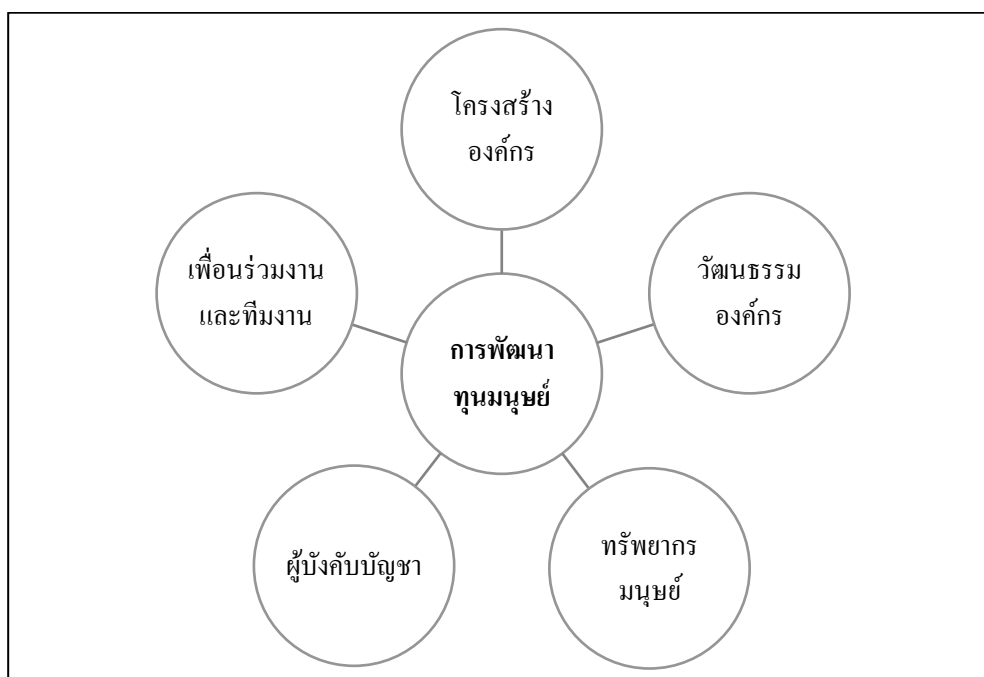 โครงสร้าง
องค์กร
เพื่อนร่วมงาน
และทีมงาน
วัฒนธรรม
องค์กร
การพัฒนา
ทุนมนุษย์
ผู้บังคับบัญชา
ทรัพยากร
มนุษย์